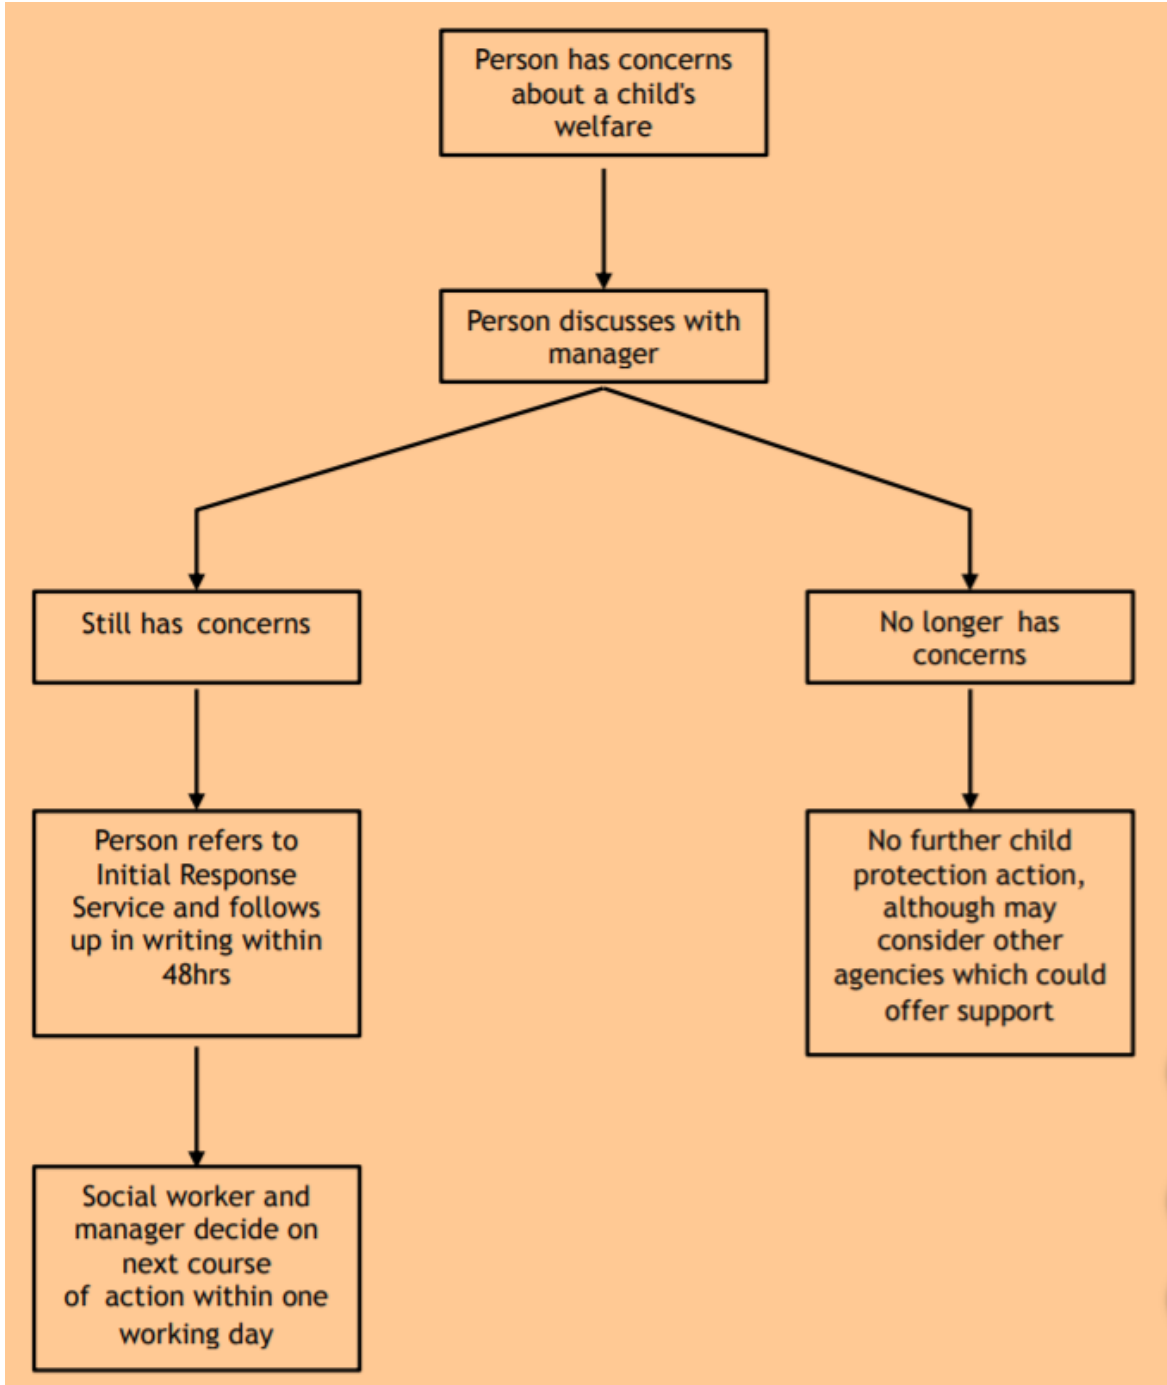 Person has concerns
about a child's
welfare
Person discusses with
manager
Still has concerns
No longer has
concerns
Person refers to
Initial Response
Service and follows
up in writing within
48hrs
No further child
protection action,
although may
consider other
agencies which could
offer support
Social worker and
manager decide on
next course
of action within one
working day